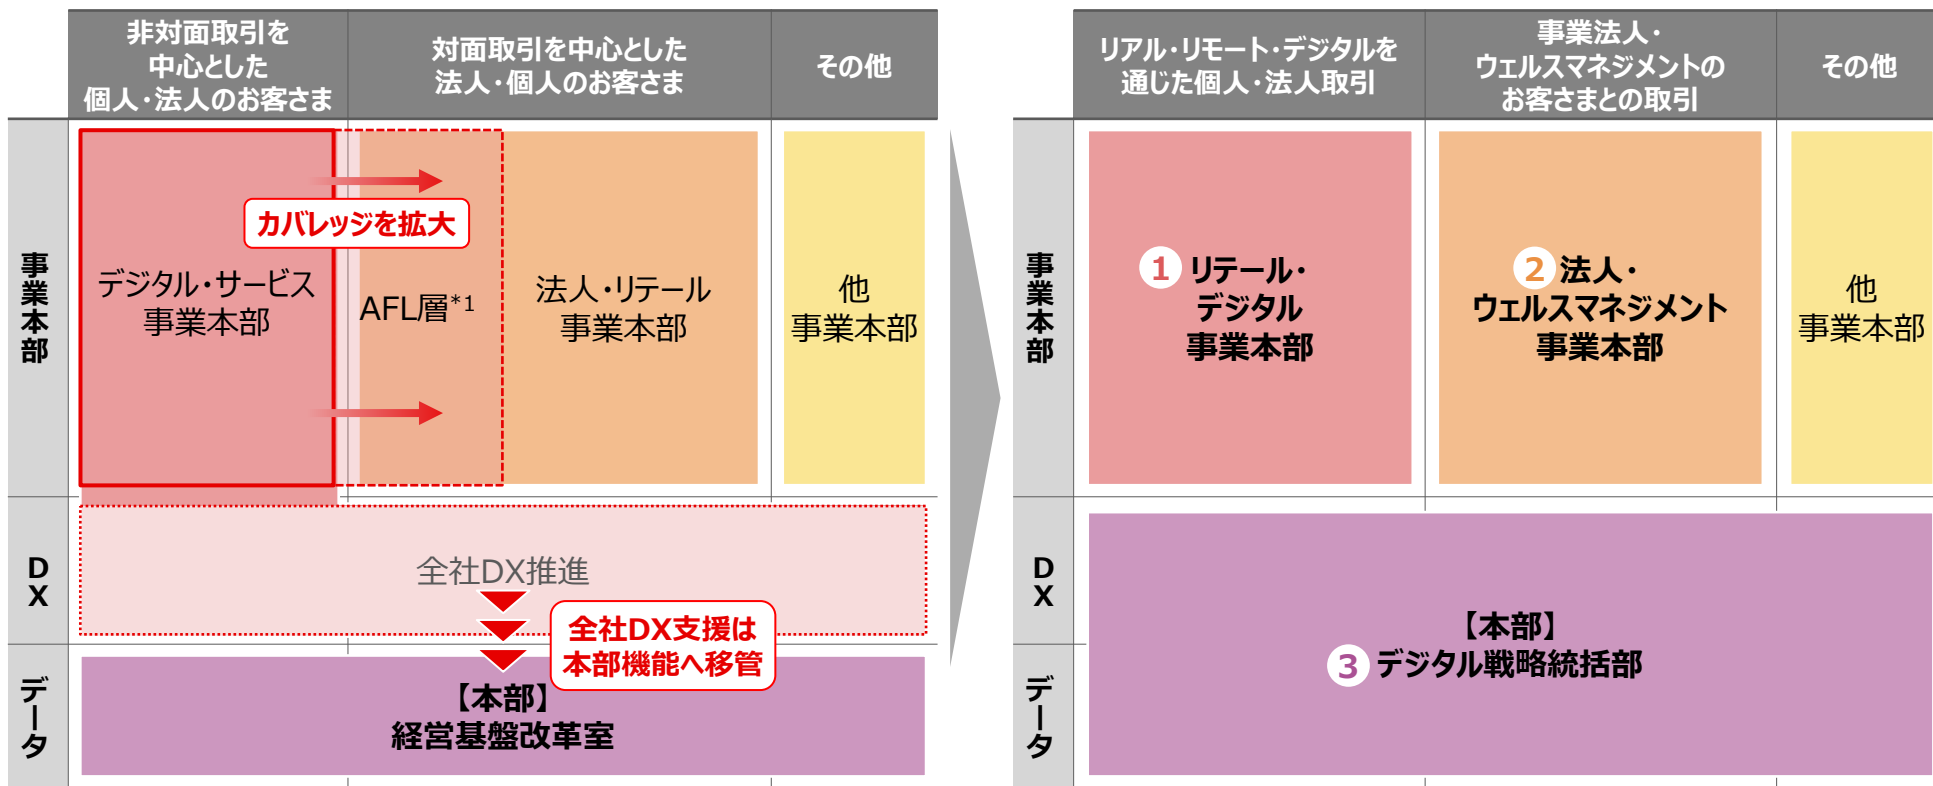 非対面取引を
中心とした
個人・法人のお客さま
対面取引を中心とした
法人・個人のお客さま
その他
事業本部
デジタル・サービス
事業本部
カバレッジを拡大
AFL層*1
法人・リテール
事業本部
他
事業本部
DX
全社DX推進
全社DX支援は
本部機能へ移管
データ
【本部】
経営基盤改革室
リアル・リモート・デジタルを
通じた個人・法人取引
事業法人・
ウェルスマネジメントの
お客さまとの取引
その他
事業本部
1 リテール・
デジタル
事業本部
2 法人・
ウェルスマネジメント
事業本部
他
事業本部
DX
データ
【本部】
3 デジタル戦略統括部